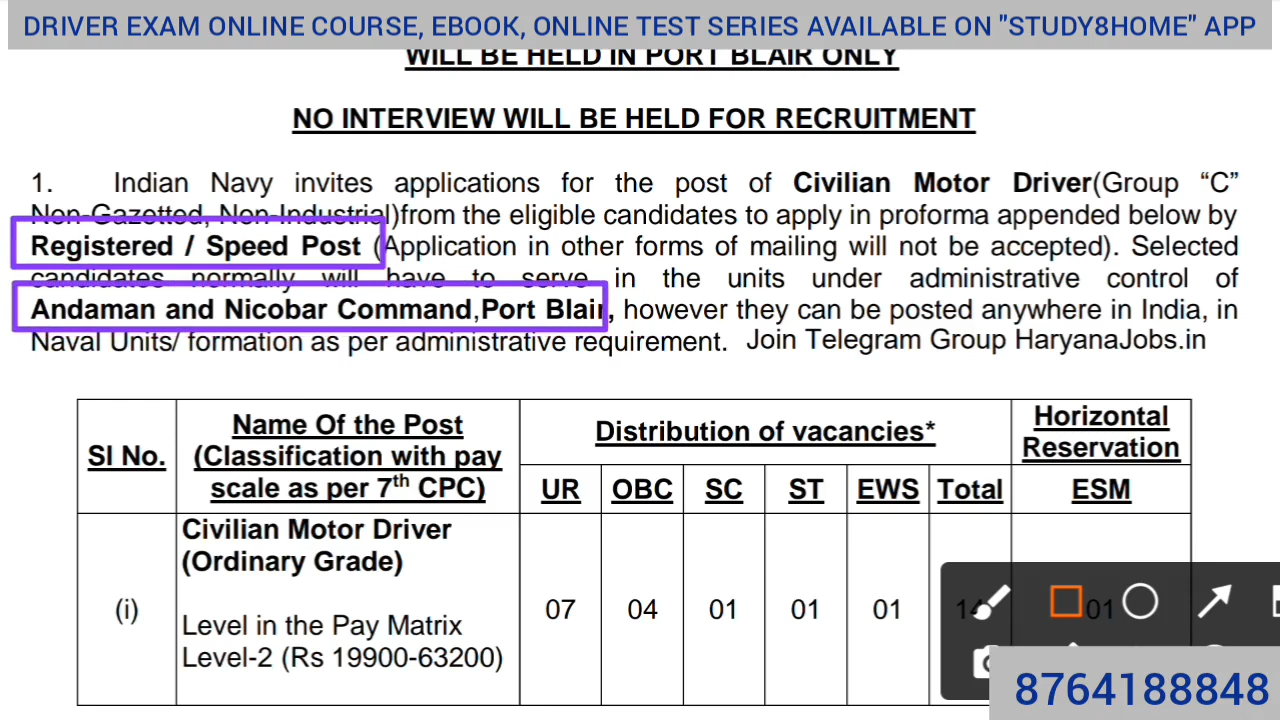 DRIVER EXAM ONLINE COURSE, EBOOK, ONLINE TEST SERIES AVAILABLE ON "STUDY8HOME" APP
WILL BE HELD IN PORT BLAIR ONLY
NO INTERVIEW WILL BE HELD FOR RECRUITMENT
1. Indian Navy invites applications for the post of Civilian Motor Driver(Group “C”
Non-Gazetted, Non-Industrial)from the eligible candidates to apply in proforma appended below by
Registered / Speed Post (Application in other forms of mailing will not be accepted). Selected
candidates normally will have to serve in the units under administrative control of
Andaman and Nicobar Command,Port Blair, however they can be posted anywhere in India, in
Naval Units/ formation as per administrative requirement. Join Telegram Group HaryanaJobs.in
Sl No.
Name Of the Post
(Classification with pay
scale as per 7th CPC)
Distribution of vacancies*
Horizontal
Reservation
UR OBC SC ST EWS Total ESM
(i)
Civilian Motor Driver
(Ordinary Grade)
Level in the Pay Matrix
Level-2 (Rs 19900-63200)
07 04 01 01 01 14 01
8764188848